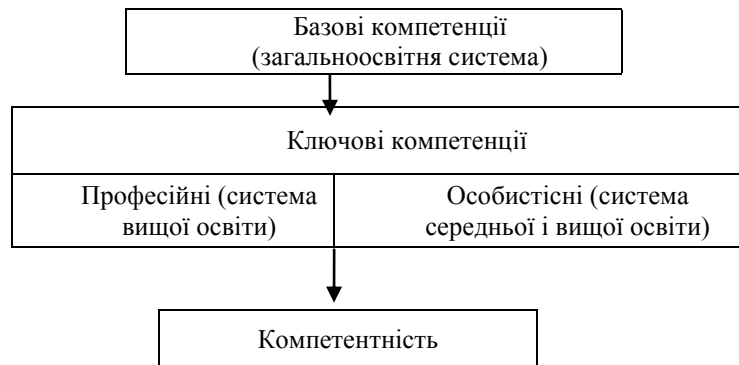 Базові компетенції
(загальноосвітня система)
Ключові компетенції
Професійні (система
вищої освіти)
Особистісні (система
середньої і вищої освіти)
Компетентність